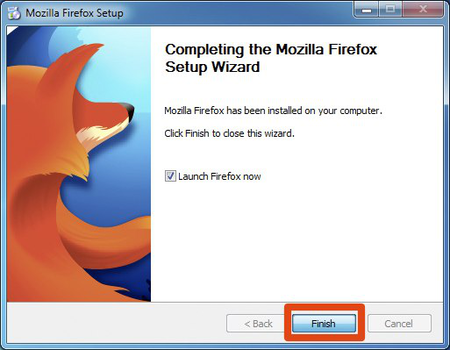 Mozilla Firefox Setup
Completing the Mozilla Firefox
Setup Wizard
Mozilla Firefox has been installed on your computer.
Click Finish to close this wizard.
Launch Firefox now
< Back
Finish
Cancel